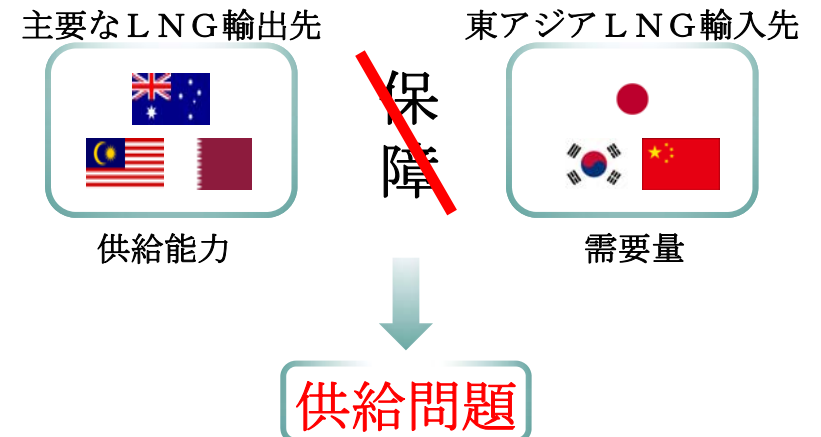 主要なＬＮＧ輸出先
東アジアＬＮＧ輸入先
保
障
供給能力
需要量
供給問題